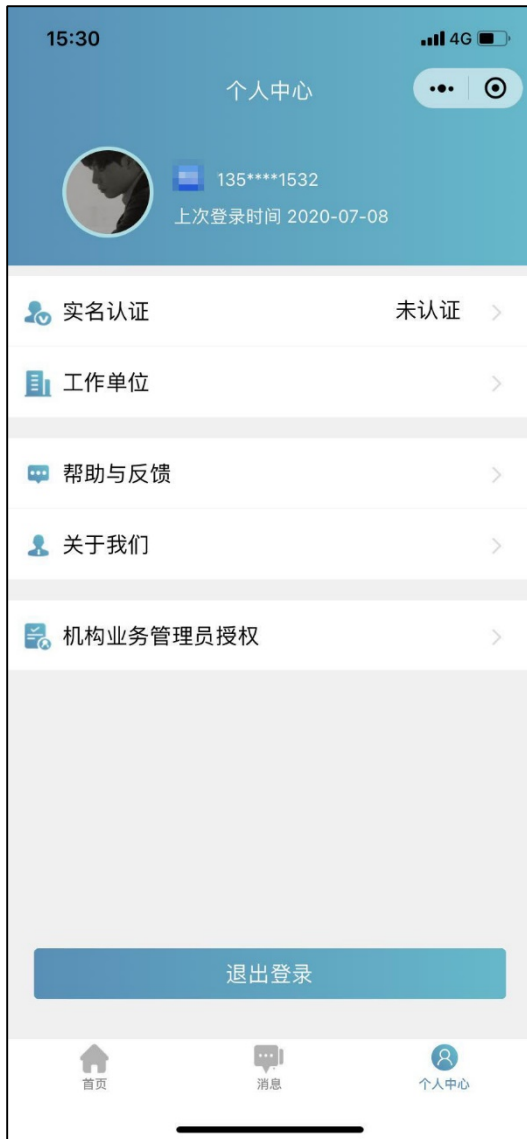 15:30
4G
个人中心
135****1532
上次登录时间 2020-07-08
实名认证 未认证
工作单位
帮助与反馈
关于我们
机构业务管理员授权
退出登录
首页 消息 个人中心